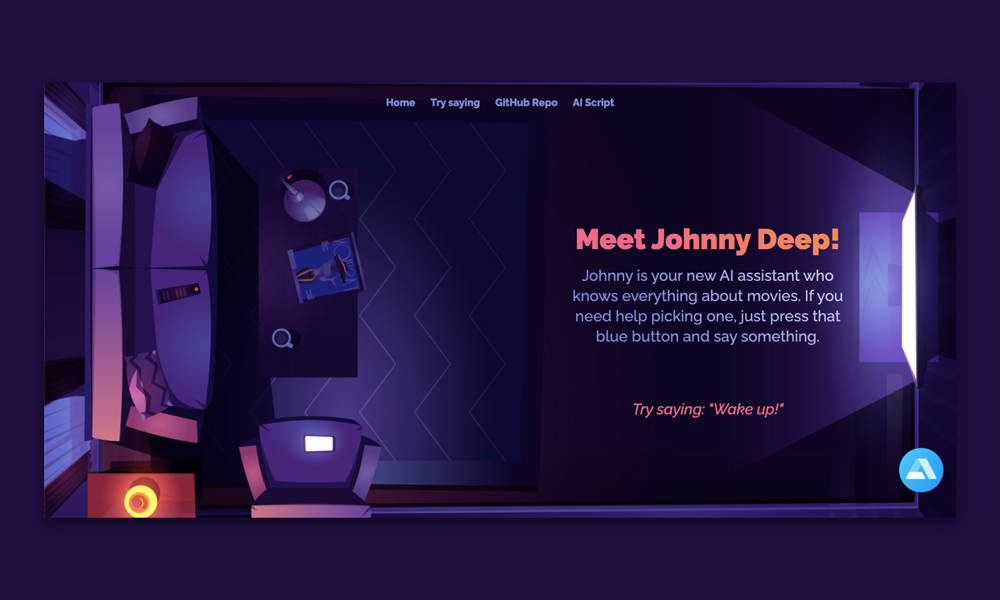 Home Try saying GitHub Repo AI Script
Meet Johnny Deep!
Johnny is your new AI assistant who
knows everything about movies. If you
need help picking one, just press that
blue button and say something.
Try saying: "Wake up!"